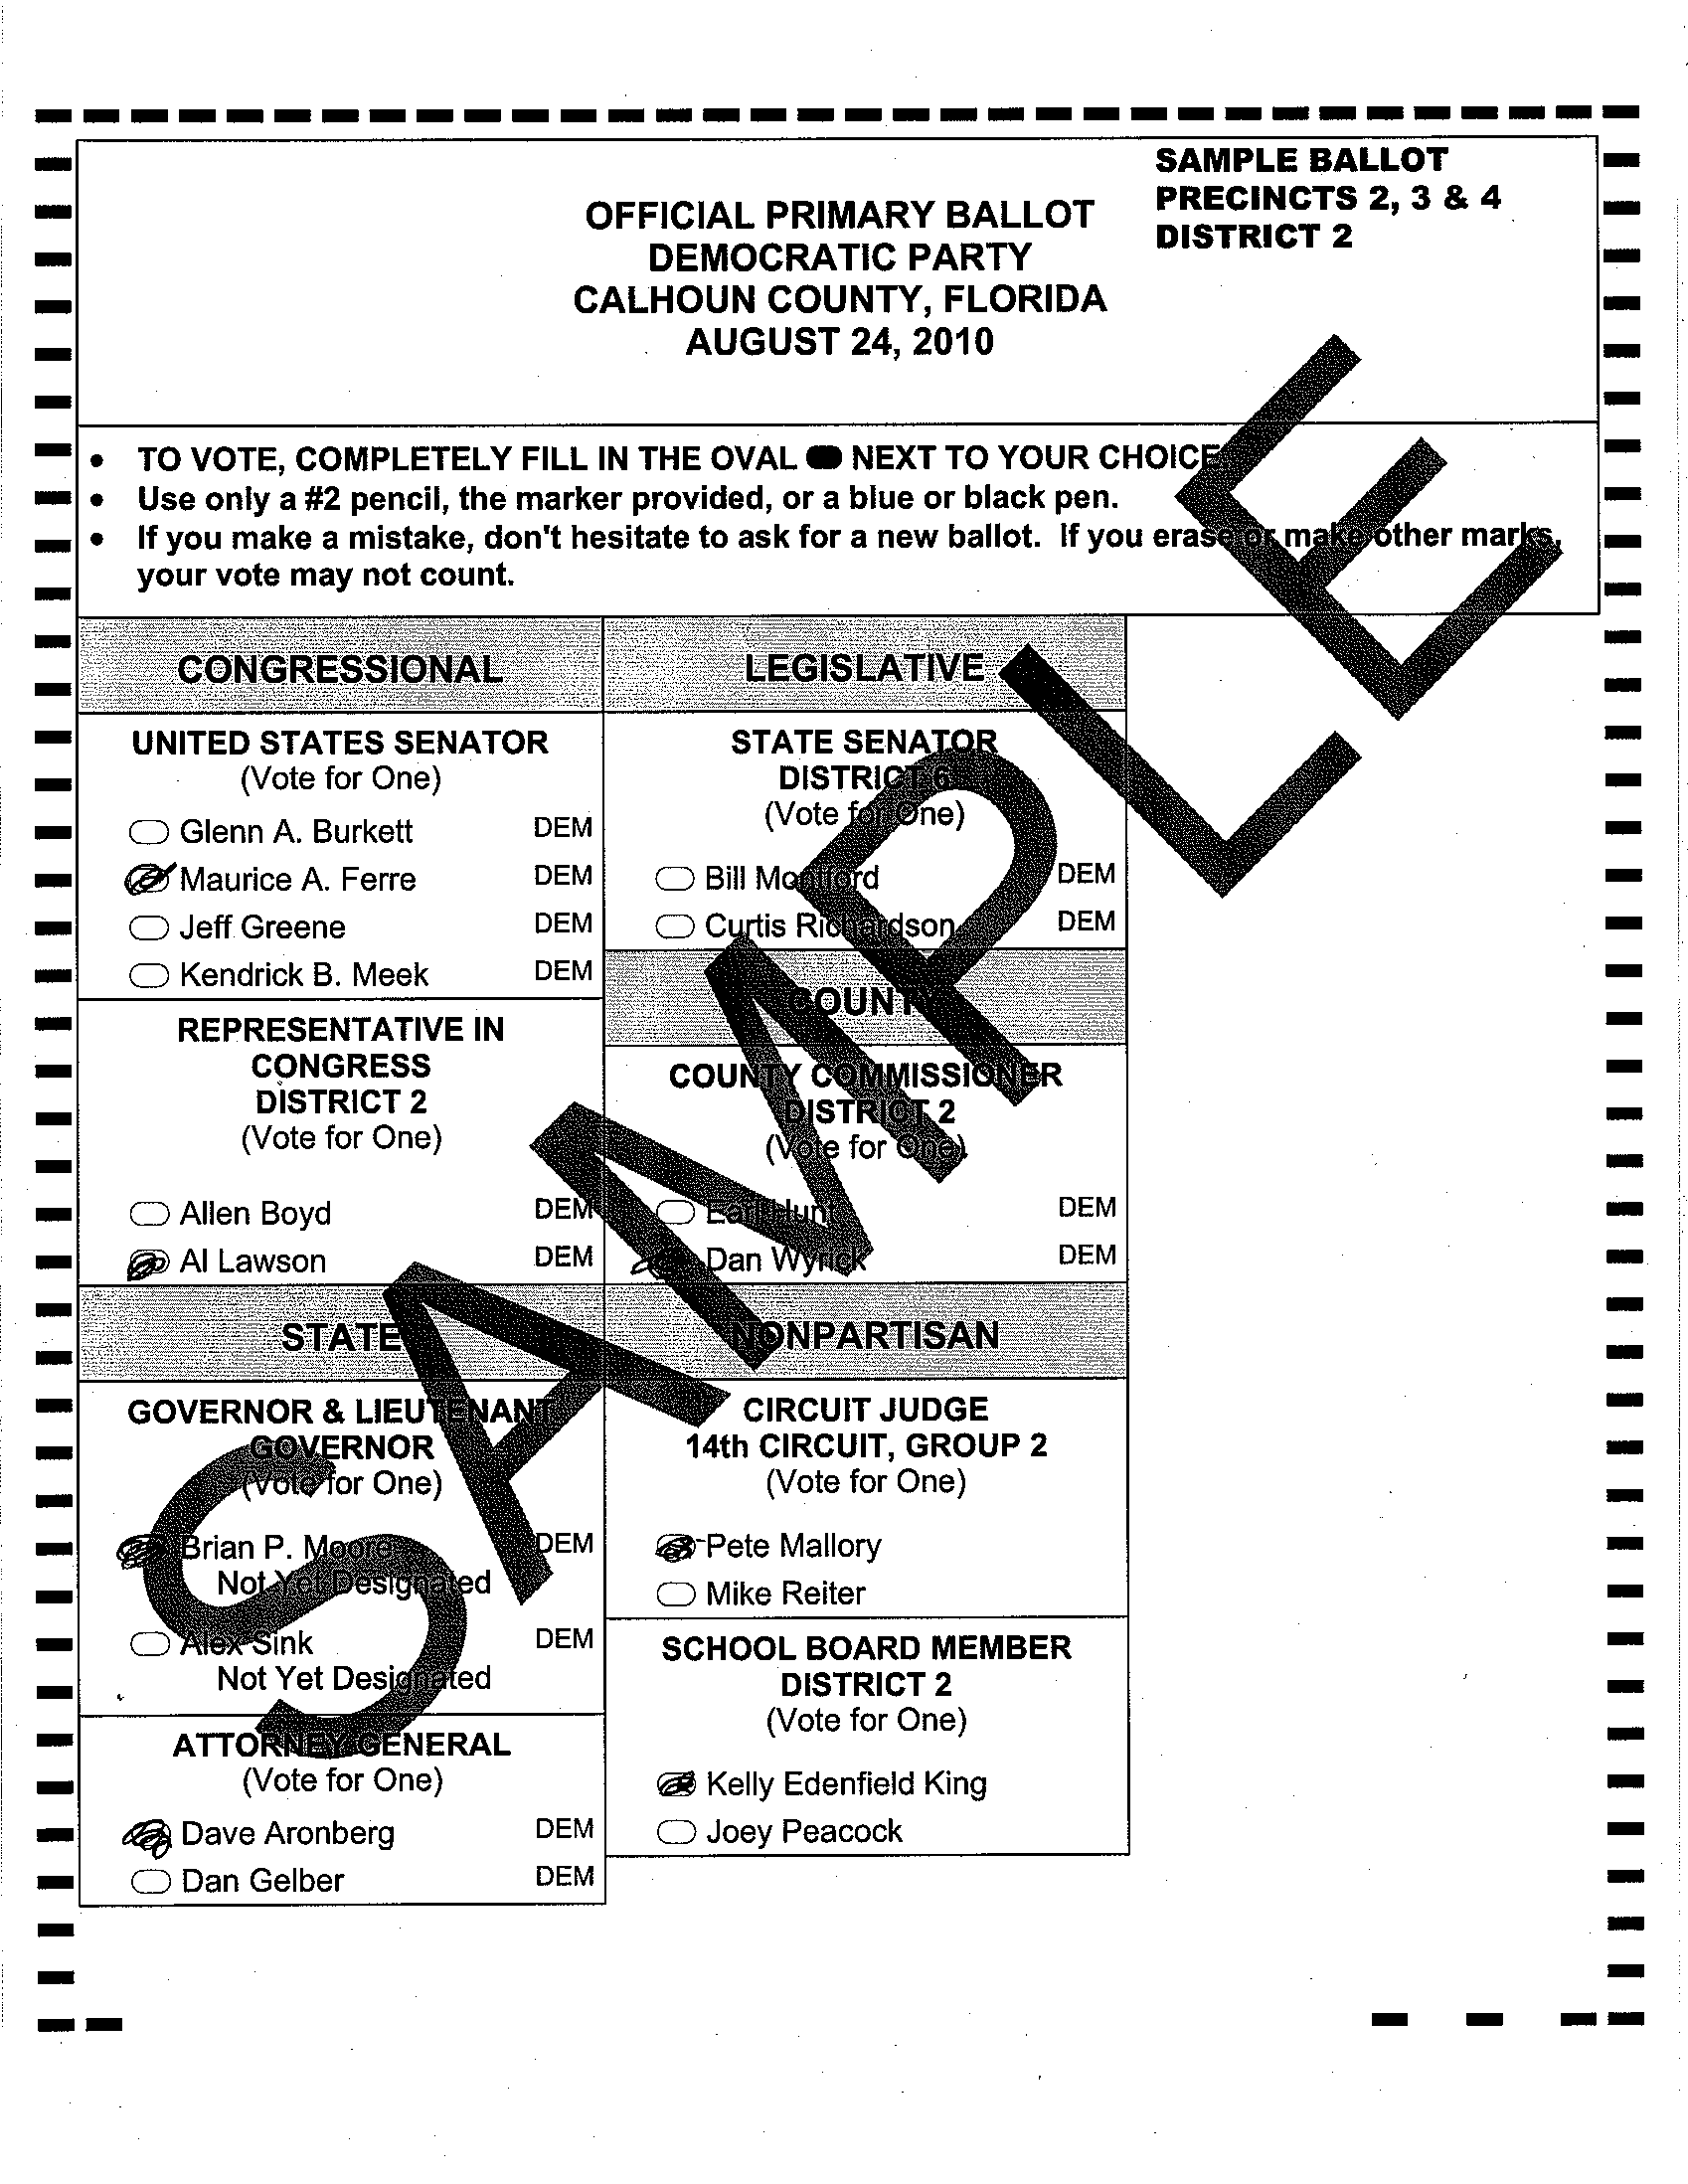 SAMPLE BALLOT
PRECINCTS 2, 3 & 4
DISTRICT 2
OFFICIAL PRIMARY BALLOT
DEMOCRATIC PARTY
CALHOUN COUNTY, FLORIDA
AUGUST 24, 2010
• TO VOTE, COMPLETELY FILL IN THE OVAL NEXT TO YOUR CHOICE.
• Use only a #2 pencil, the marker provided, or a blue or black pen.
• If you make a mistake, don't hesitate to ask for a new ballot. If you erase or make other marks,
your vote may not count.
CONGRESSIONAL
UNITED STATES SENATOR
(Vote for One)
Glenn A. Burkett DEM
Maurice A. Ferre DEM
Jeff Greene DEM
Kendrick B. Meek DEM
REPRESENTATIVE IN
CONGRESS
DISTRICT 2
(Vote for One)
Allen Boyd DEM
Al Lawson DEM
STATE
GOVERNOR & LIEUTENANT
GOVERNOR
(Vote for One)
Brian P. Moore DEM
Not Yet Designated
Alex Sink DEM
Not Yet Designated
ATTORNEY GENERAL
(Vote for One)
Dave Aronberg DEM
Dan Gelber DEM
LEGISLATIVE
STATE SENATOR
DISTRICT 6
(Vote for One)
Bill Montford DEM
Curtis Richardson DEM
COUNTY
COUNTY COMMISSIONER
DISTRICT 2
(Vote for One)
Earl Hunt DEM
Dan Wyrick DEM
NONPARTISAN
CIRCUIT JUDGE
14th CIRCUIT, GROUP 2
(Vote for One)
Pete Mallory
Mike Reiter
SCHOOL BOARD MEMBER
DISTRICT 2
(Vote for One)
Kelly Edenfield King
Joey Peacock
SAMPLE